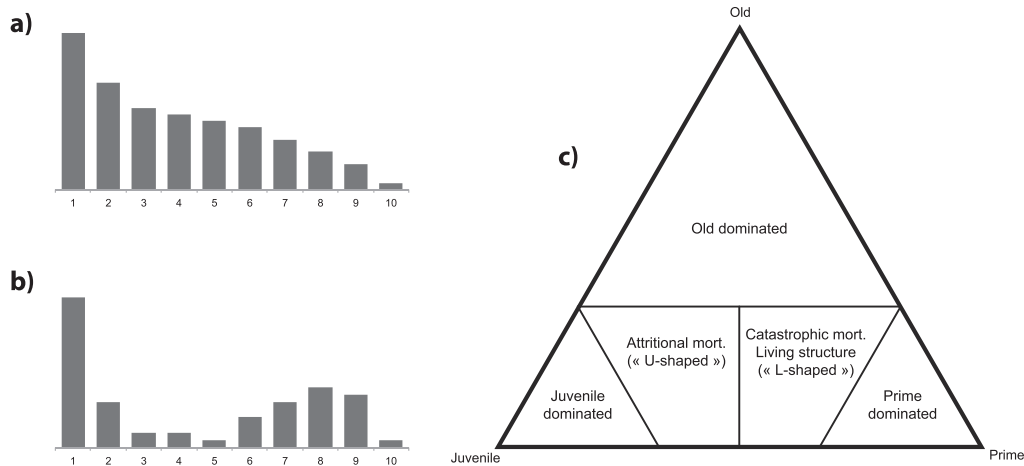 a)
1 2 3 4 5 6 7 8 9 10
b)
1 2 3 4 5 6 7 8 9 10
c)
Old
Old dominated
Attritional mort.
(« U-shaped »)
Catastrophic mort.
Living structure
(« L-shaped »)
Juvenile
dominated
Prime
dominated
Juvenile
Prime